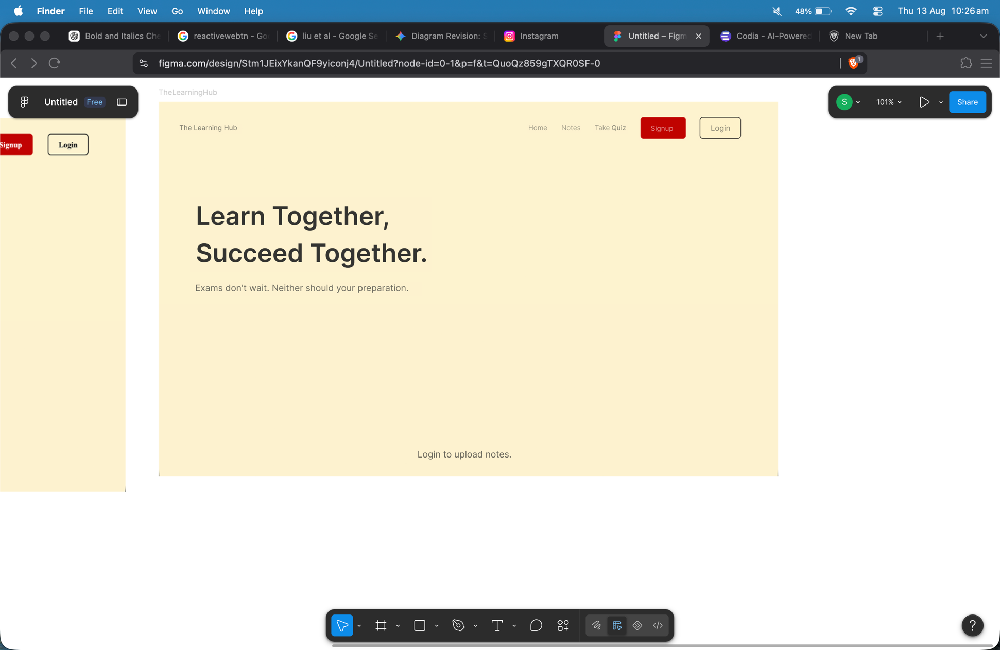 Finder File Edit View Go Window Help 48% Thu 13 Aug 10:26 am
Bold and Italics Che reactivewebtn - Goo liu et al - Google Se Diagram Revision: S Instagram Untitled – Figm Codia - AI-Powered New Tab
figma.com/design/Stm1JEixYkanQF9yiconj4/Untitled?node-id=0-1&p=f&t=QuoQz859gTXQR0SF-0 1
TheLearningHub
Untitled Free S 101% Share
The Learning Hub Home Notes Take Quiz Signup Login
Signup Login
Learn Together,
Succeed Together.
Exams don't wait. Neither should your preparation.
Login to upload notes.
T </> ?